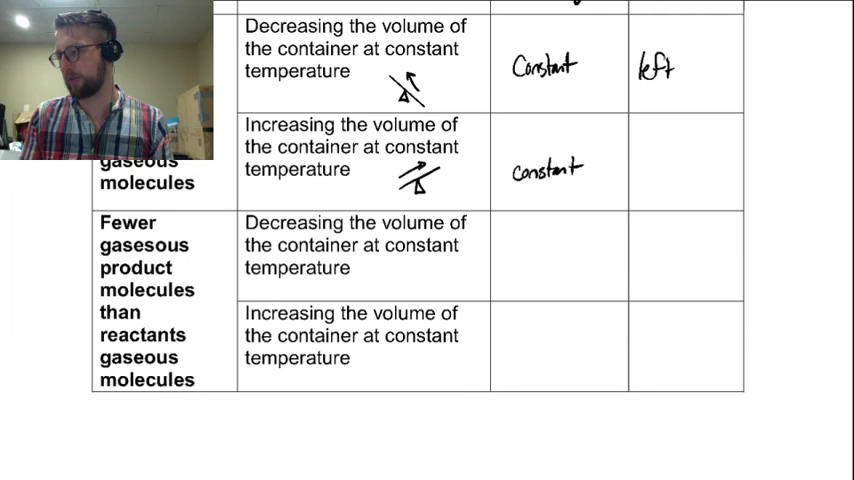 Decreasing the volume of
the container at constant
temperature
Constant
left
Increasing the volume of
the container at constant
temperature
constant
gaseous
molecules
Fewer
gasesous
product
molecules
than
reactants
gaseous
molecules
Decreasing the volume of
the container at constant
temperature
Increasing the volume of
the container at constant
temperature